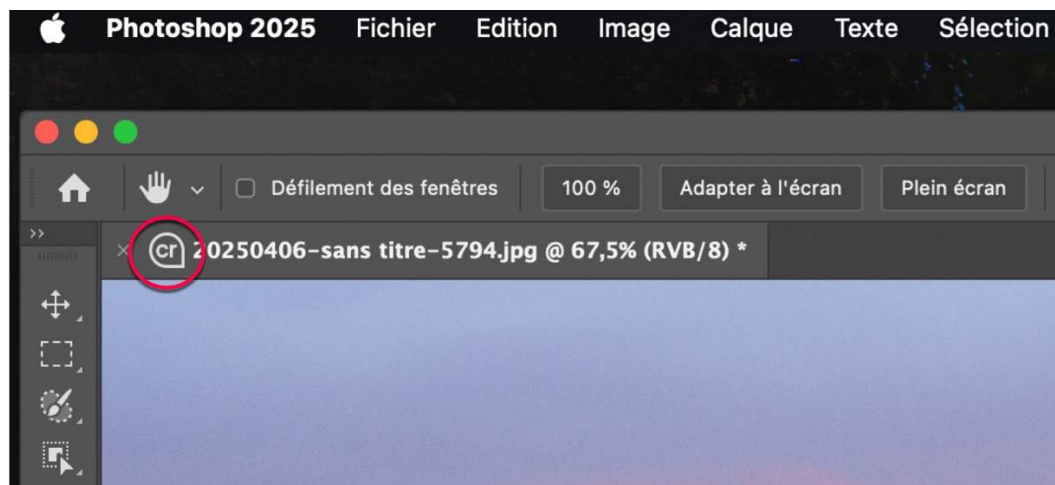 Photoshop 2025 Fichier Edition Image Calque Texte Sélection
Défilement des fenêtres 100 % Adapter à l'écran Plein écran
>>
× cr 20250406-sans titre-5794.jpg @ 67,5% (RVB/8) *